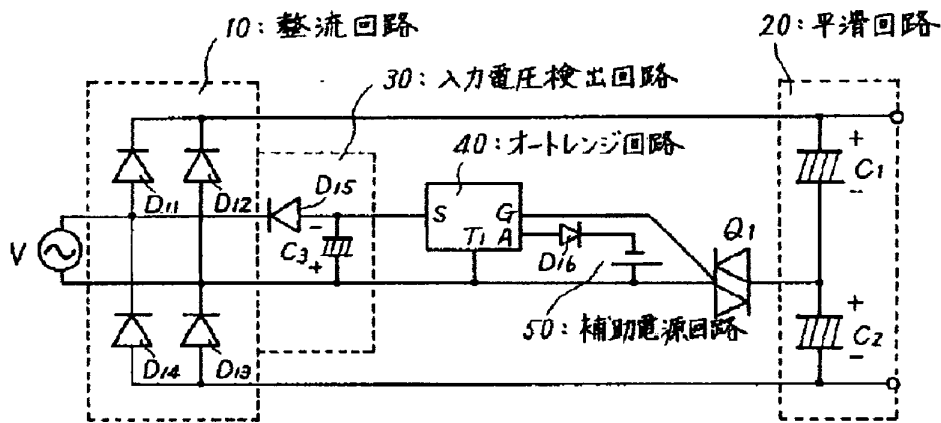 10:整流回路
20:平滑回路
30:入力電圧検出回路
40:オートレンジ回路
D11
D12
D15
S
G
T1
A
Q1
+
C1
-
V
-
C3
+
D16
50:補助電源回路
+
C2
-
D14
D13